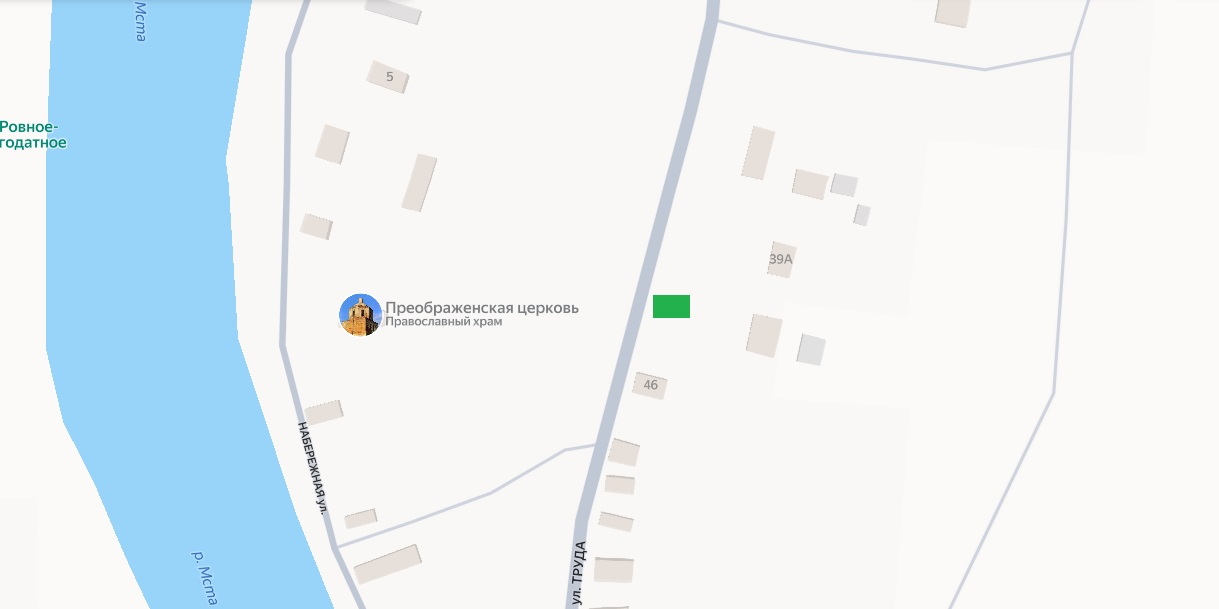 Мста
5
Ровное-
годатное
39А
Преображенская церковь
Православный храм
46
НАБЕРЕЖНАЯ ул.
ул. ТРУДА
р. Мста